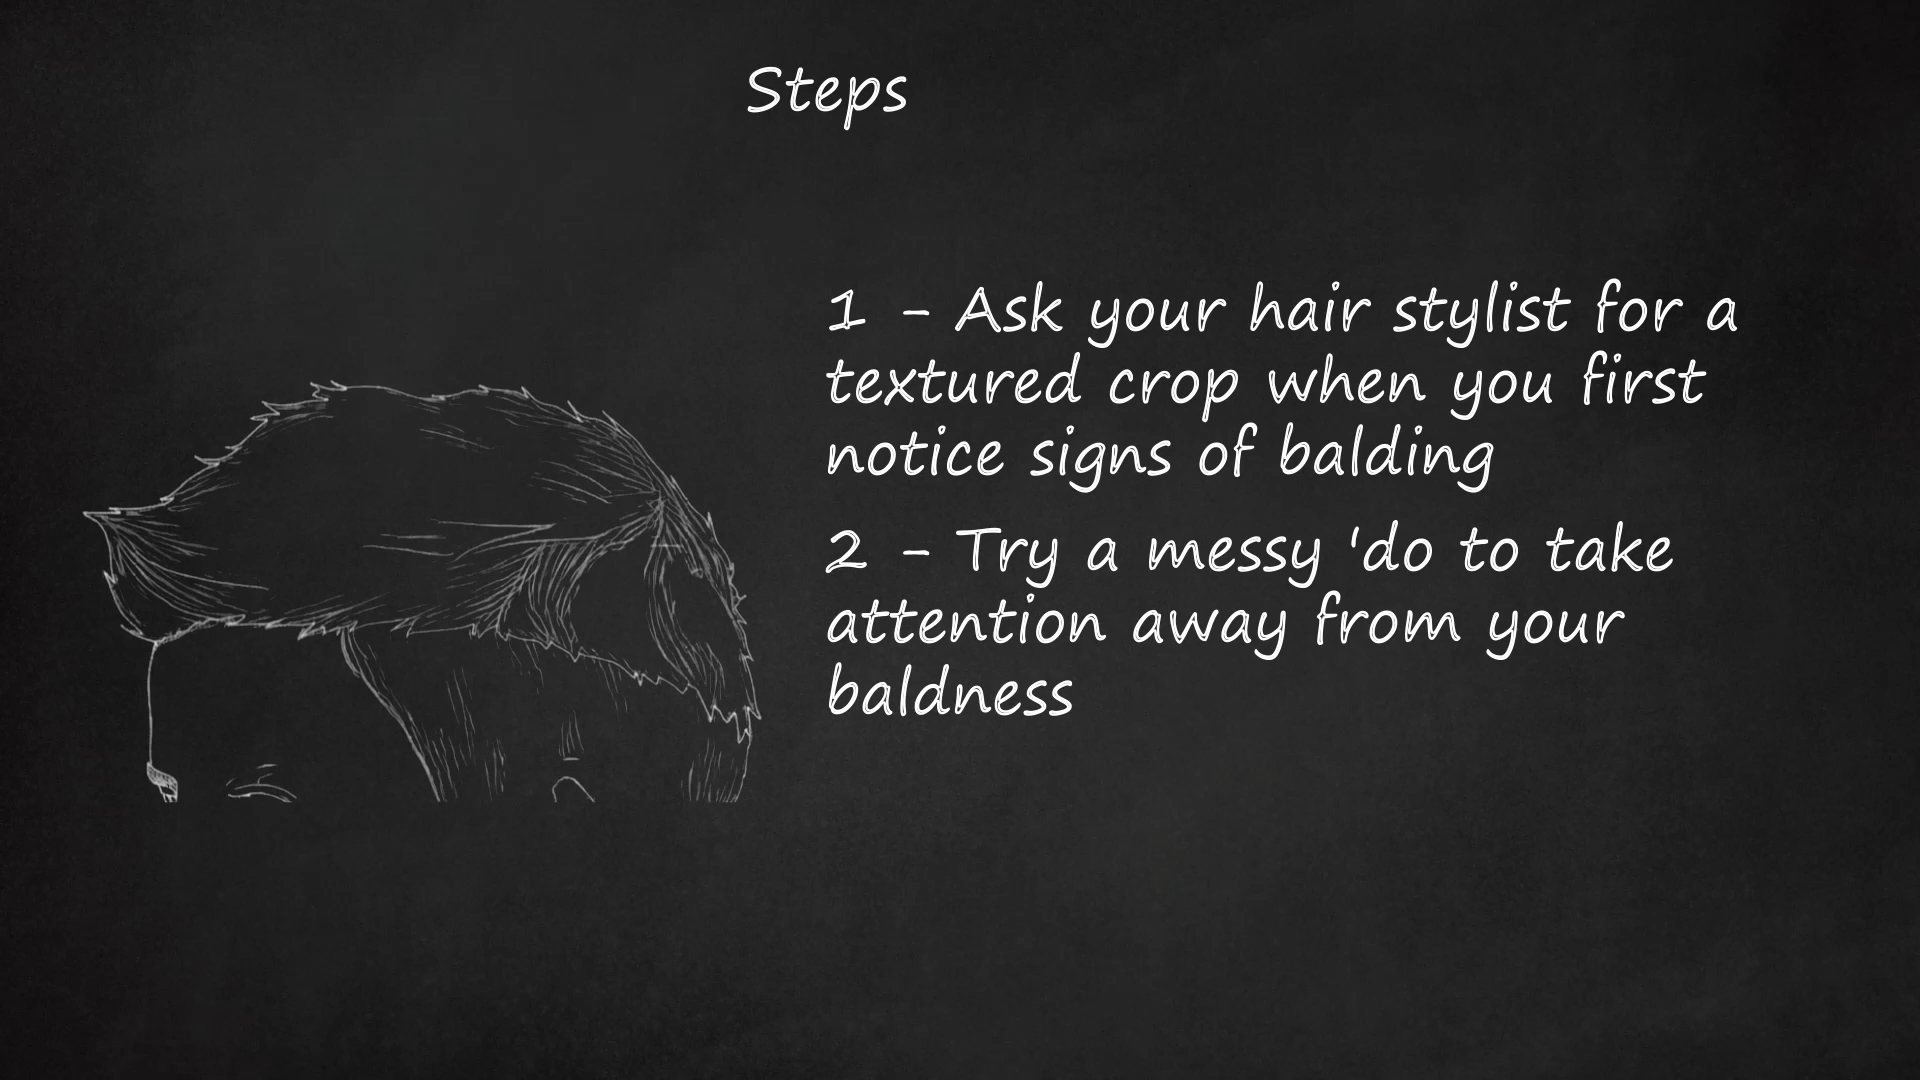 Steps
1 - Ask your hair stylist for a
textured crop when you first
notice signs of balding
2 - Try a messy 'do to take
attention away from your
baldness